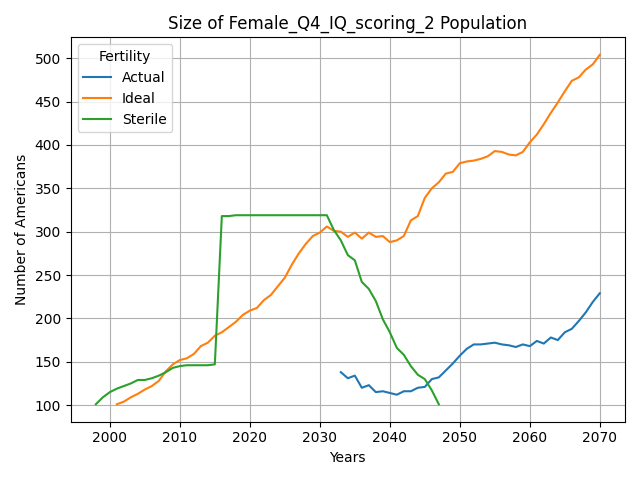 Size of Female_Q4_IQ_scoring_2 Population
Fertility
Actual
Ideal
Sterile
Number of Americans
500
450
400
350
300
250
200
150
100
2000 2010 2020 2030 2040 2050 2060 2070
Years